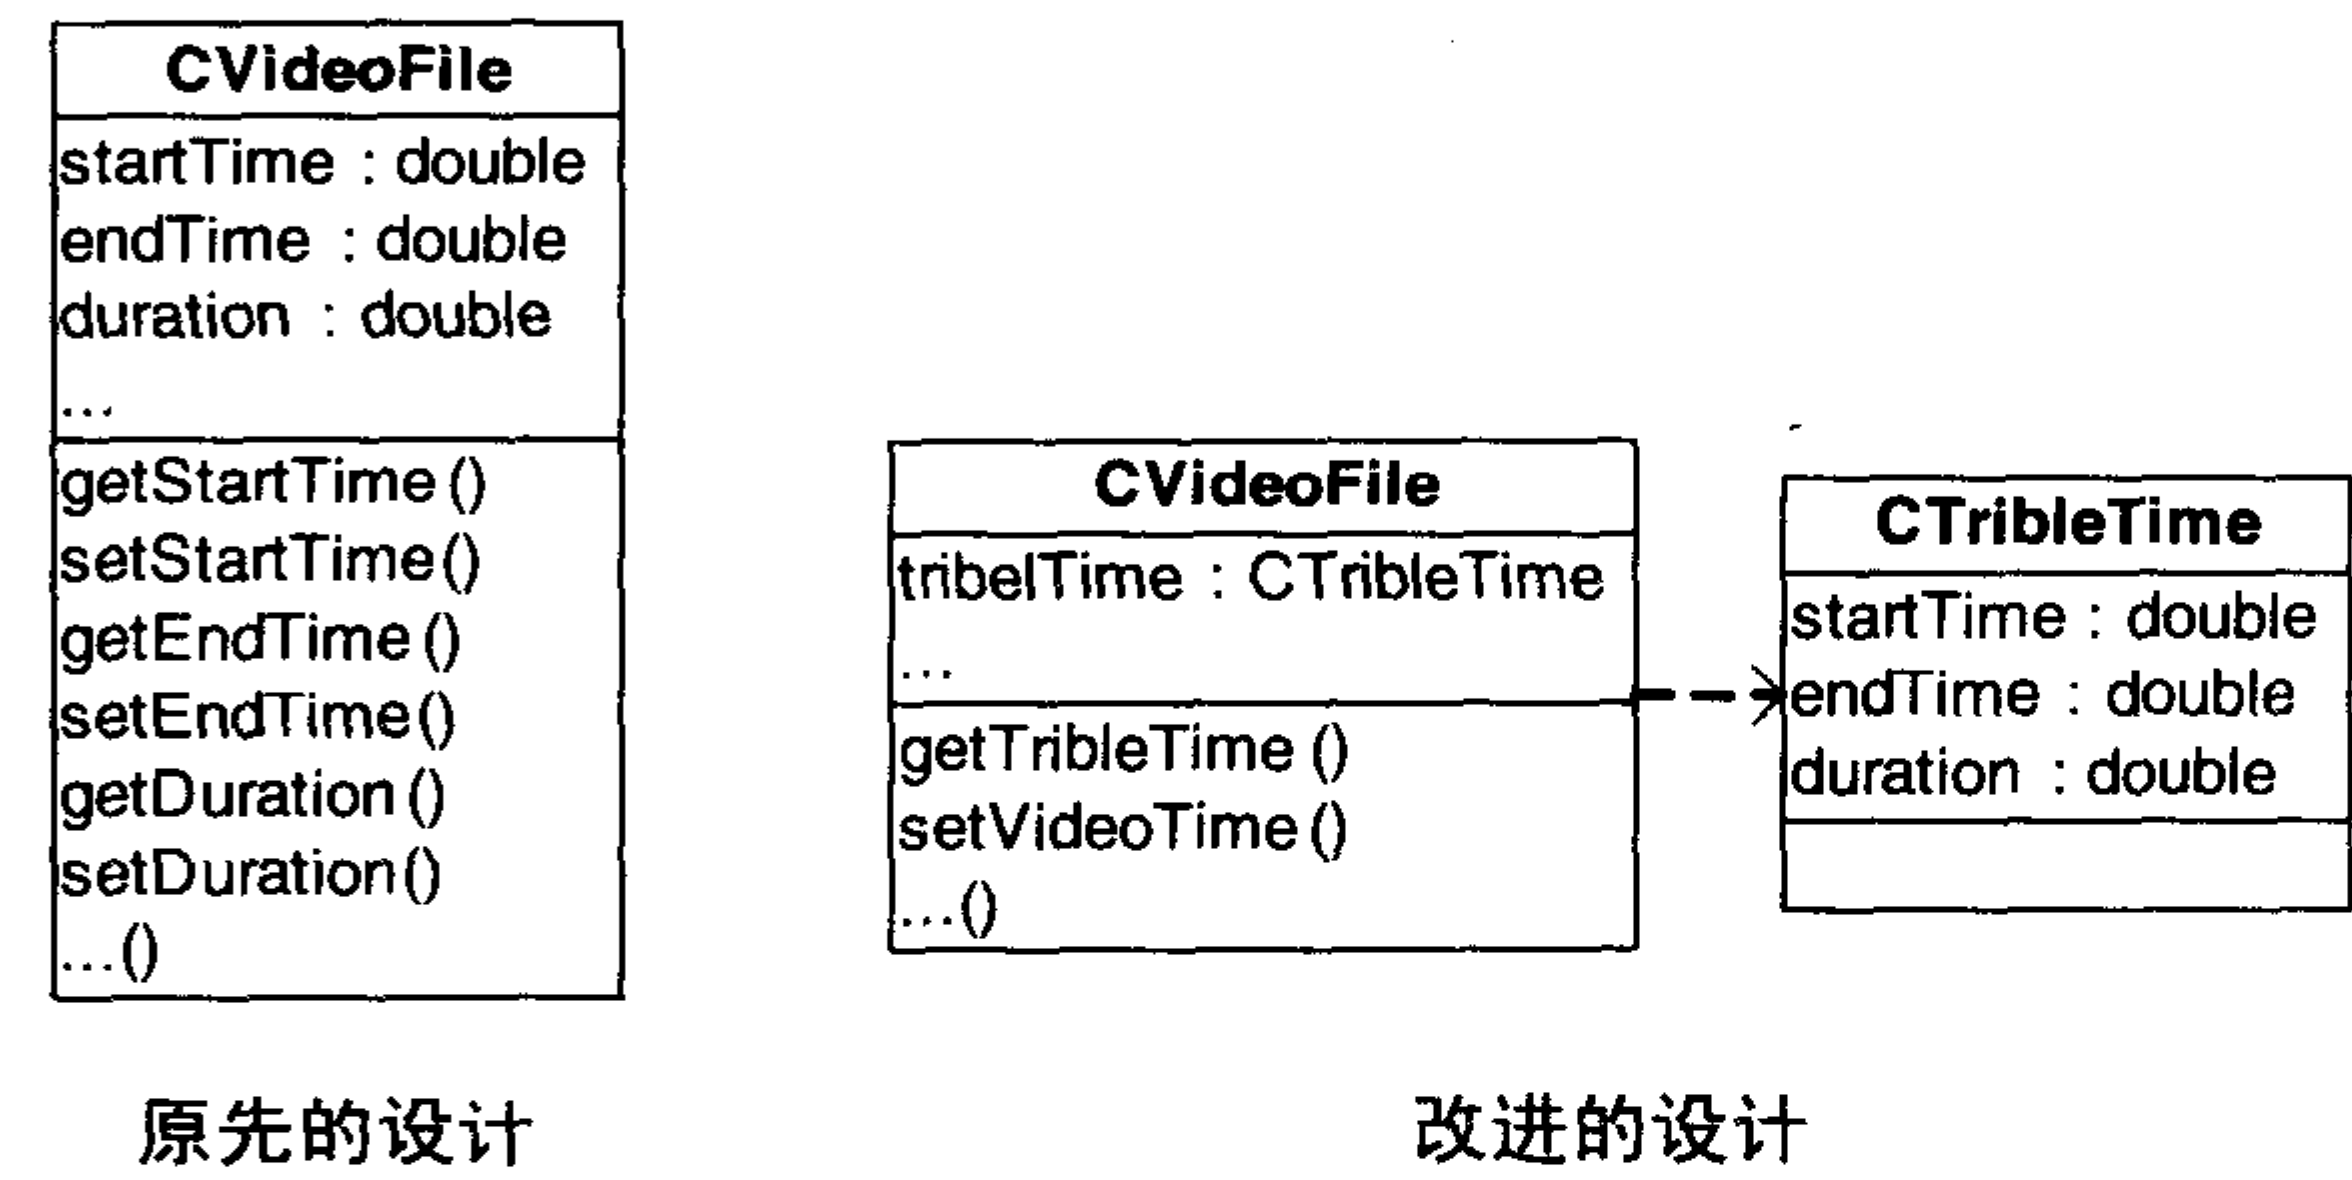 CVideoFile
startTime : double
endTime : double
duration : double
...
getStartTime ()
setStartTime()
getEndTime ()
setEndTime()
getDuration ()
setDuration()
...()
原先的设计
CVideoFile
tribelTime : CTribleTime
...
getTribleTime ()
setVideoTime ()
...()
CTribleTime
startTime : double
endTime : double
duration : double
改进的设计